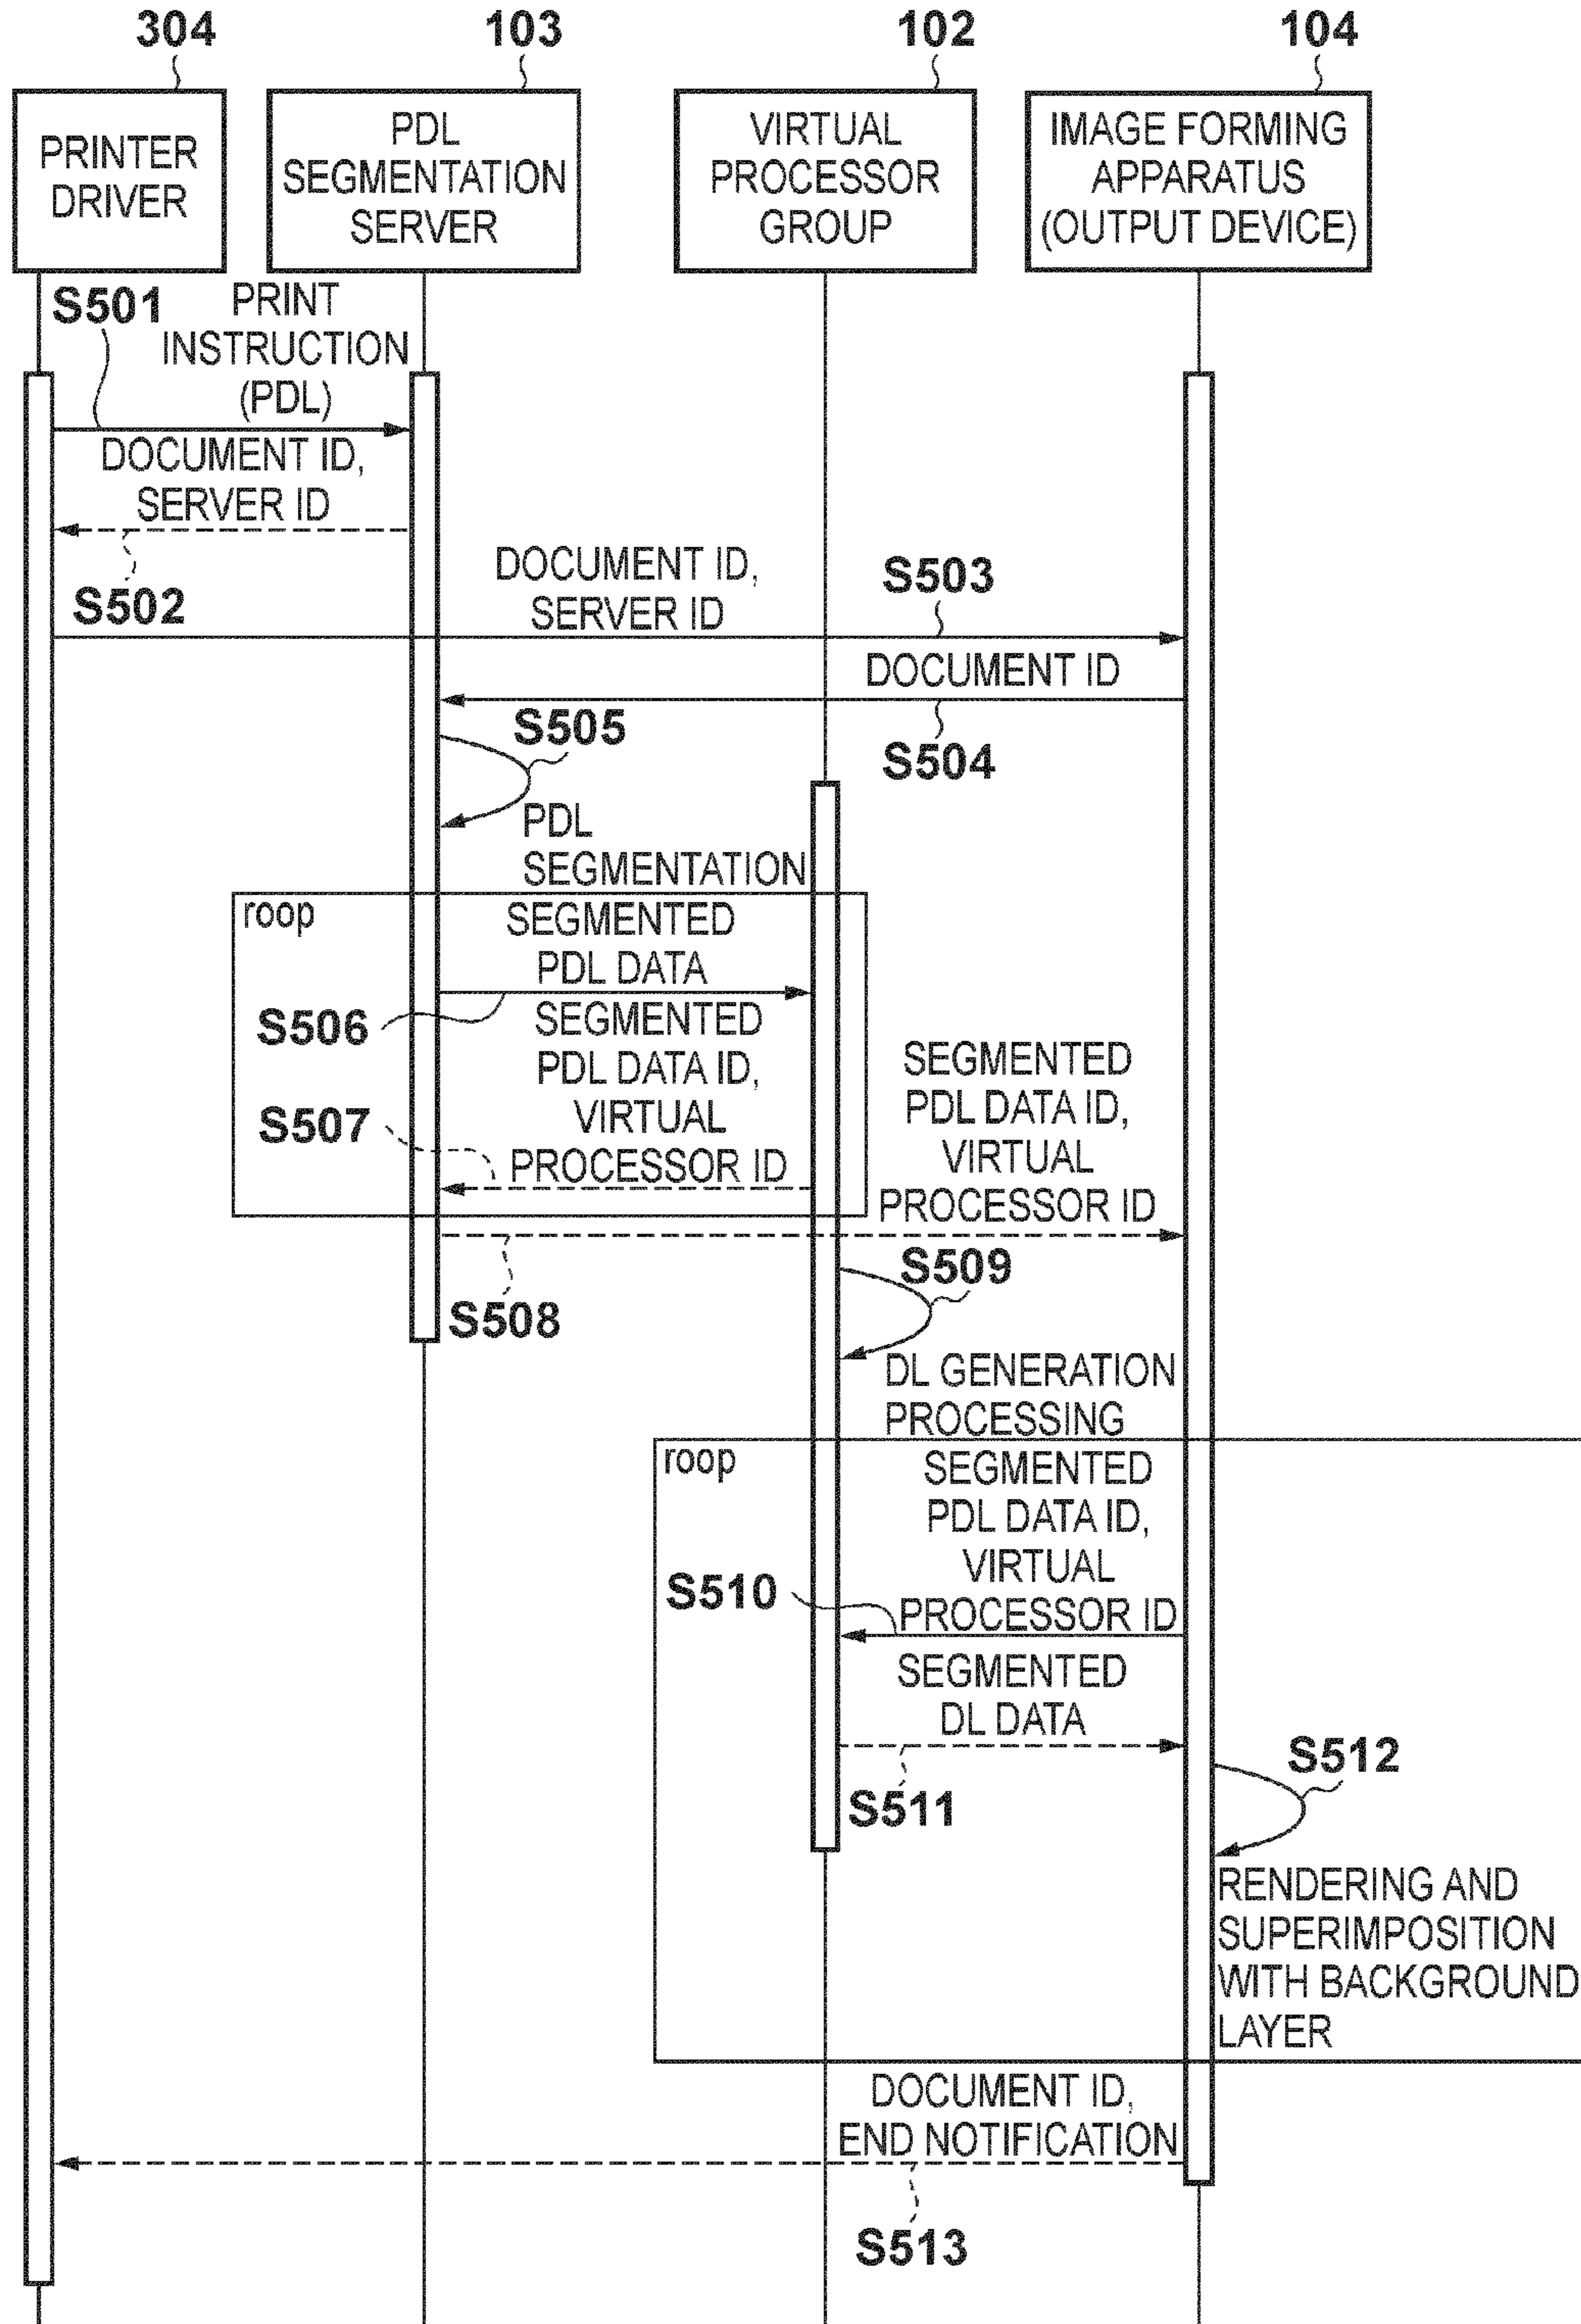 304
103
102
104
PRINTER
DRIVER
PDL
SEGMENTATION
SERVER
VIRTUAL
PROCESSOR
GROUP
IMAGE FORMING
APPARATUS
(OUTPUT DEVICE)
S501
PRINT
INSTRUCTION
(PDL)
DOCUMENT ID,
SERVER ID
S502
DOCUMENT ID,
SERVER ID
S503
DOCUMENT ID
S504
S505
PDL
SEGMENTATION
roop
SEGMENTED
PDL DATA
S506
SEGMENTED
PDL DATA ID,
VIRTUAL
PROCESSOR ID
S507
SEGMENTED
PDL DATA ID,
VIRTUAL
PROCESSOR ID
S508
S509
DL GENERATION
PROCESSING
roop
SEGMENTED
PDL DATA ID,
VIRTUAL
PROCESSOR ID
S510
SEGMENTED
DL DATA
S511
S512
RENDERING AND
SUPERIMPOSITION
WITH BACKGROUND
LAYER
DOCUMENT ID,
END NOTIFICATION
S513